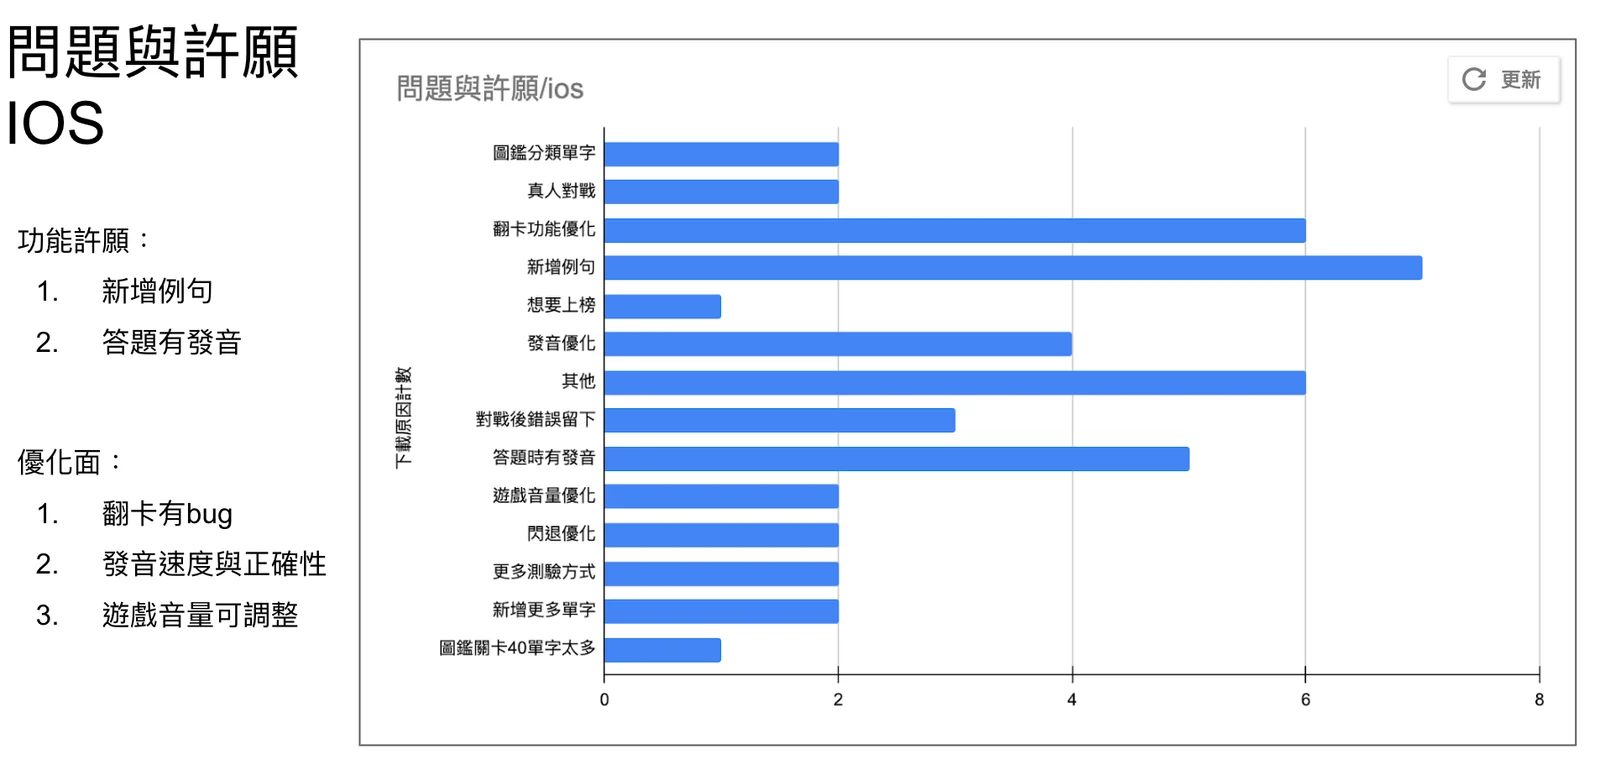 問題與許願
IOS
功能許願：
1. 新增例句
2. 答題有發音
優化面：
1. 翻卡有bug
2. 發音速度與正確性
3. 遊戲音量可調整
問題與許願/ios
更新
下載原因計數
圖鑑分類單字
真人對戰
翻卡功能優化
新增例句
想要上榜
發音優化
其他
對戰後錯誤留下
答題時有發音
遊戲音量優化
閃退優化
更多測驗方式
新增更多單字
圖鑑關卡40單字太多
0 2 4 6 8